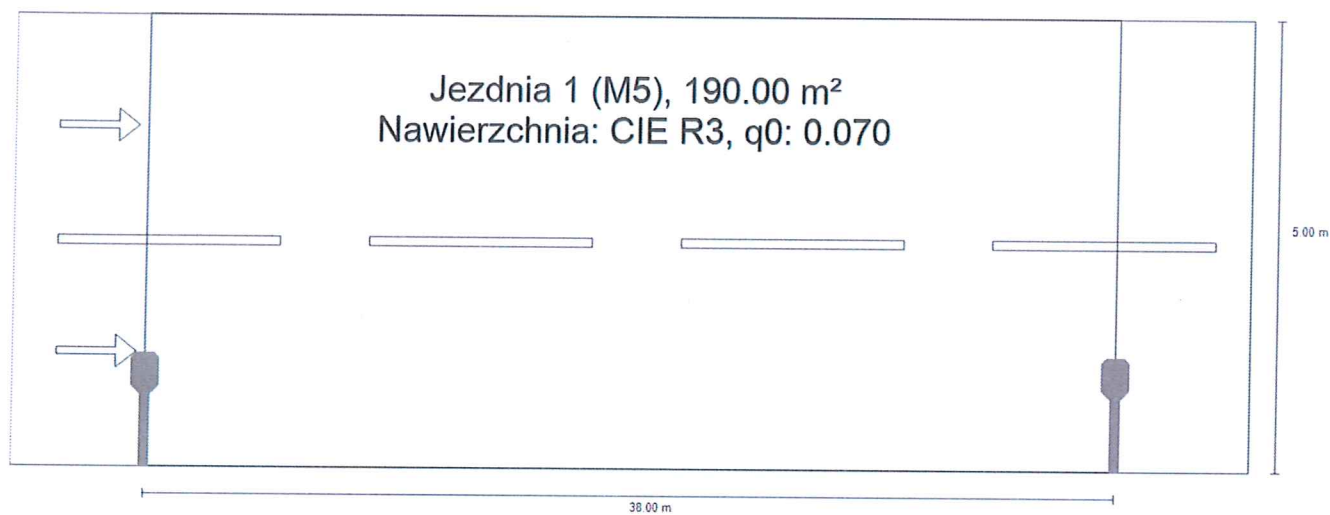 Jezdnia 1 (M5), 190.00 m²
Nawierzchnia: CIE R3, q0: 0.070
5.00 m
38.00 m